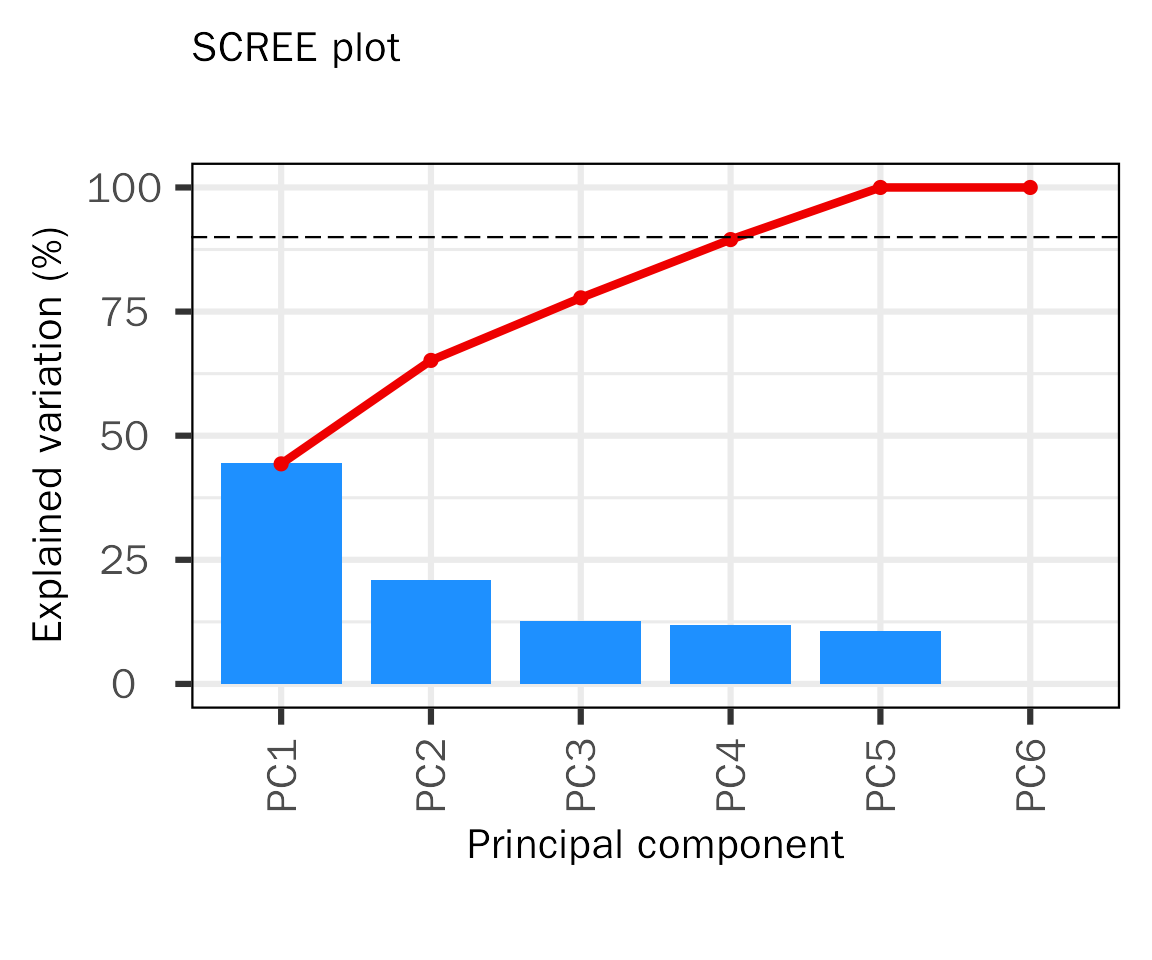 SCREE plot
Explained variation (%)
100
75
50
25
0
PC1
PC2
PC3
PC4
PC5
PC6
Principal component